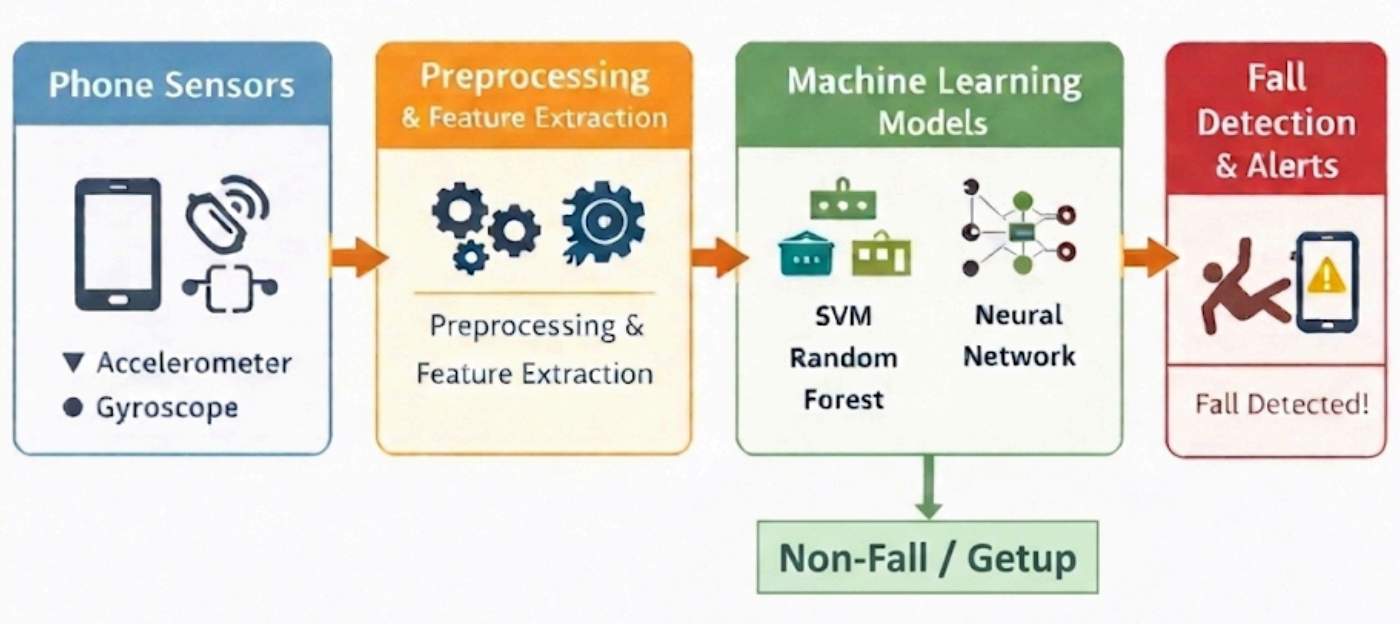 Phone Sensors
▼ Accelerometer
● Gyroscope
Preprocessing
& Feature Extraction
Preprocessing &
Feature Extraction
Machine Learning
Models
SVM
Random
Forest
Neural
Network
Non-Fall / Getup
Fall
Detection
& Alerts
Fall Detected!